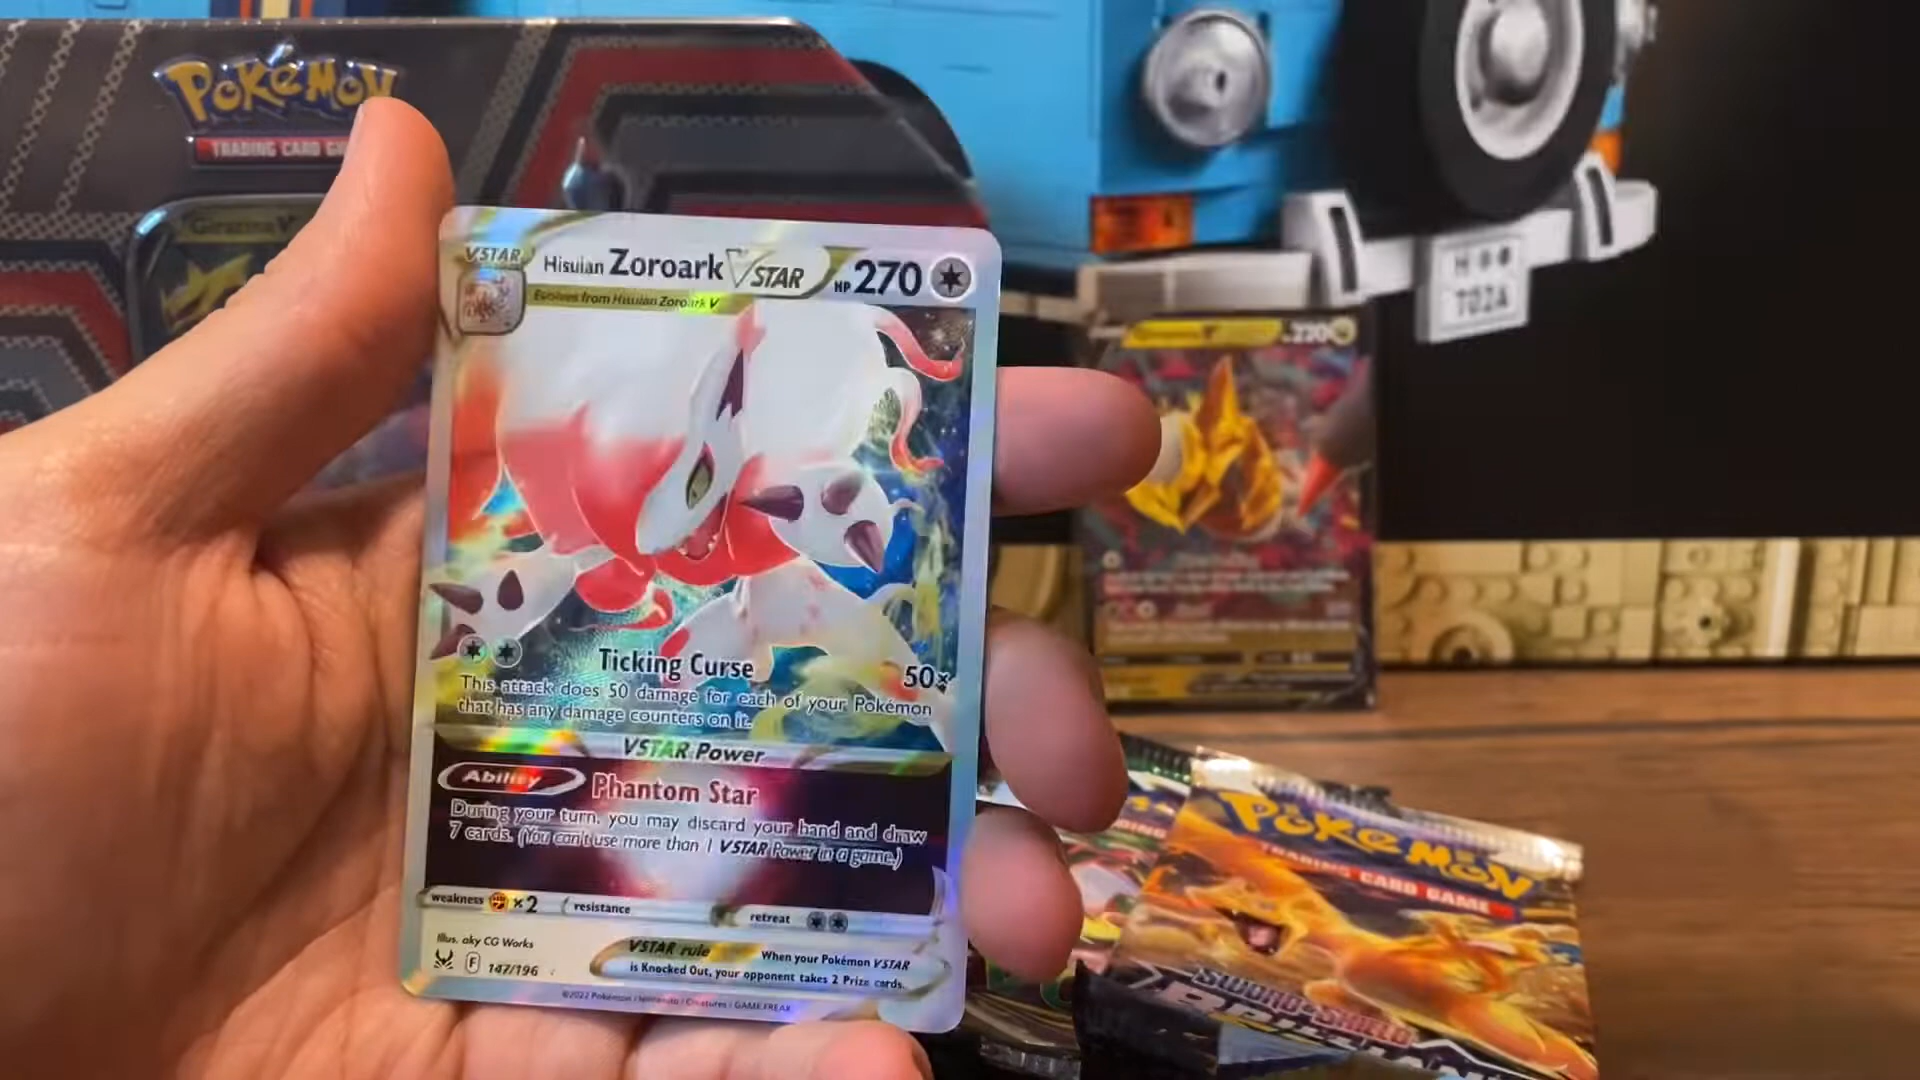 POKéMON
TRADING CARD
Giratina V
VSTAR
Hisuian Zoroark VSTAR HP 270
Evolves from Hisuian Zoroark V
Ticking Curse 50×
This attack does 50 damage for each of your Pokémon
that has any damage counters on it.
VSTAR Power
Ability Phantom Star
During your turn, you may discard your hand and draw
7 cards. (You can't use more than 1 VSTAR Power in a game.)
weakness ×2 resistance retreat
Illus. aky CG Works
VSTAR rule When your Pokémon VSTAR
is Knocked Out, your opponent takes 2 Prize cards.
F 147/196
©2022 Pokémon / Nintendo / Creatures / GAME FREAK
702A
220
POKéMON
TRADING CARD GAME
SWORD & SHIELD